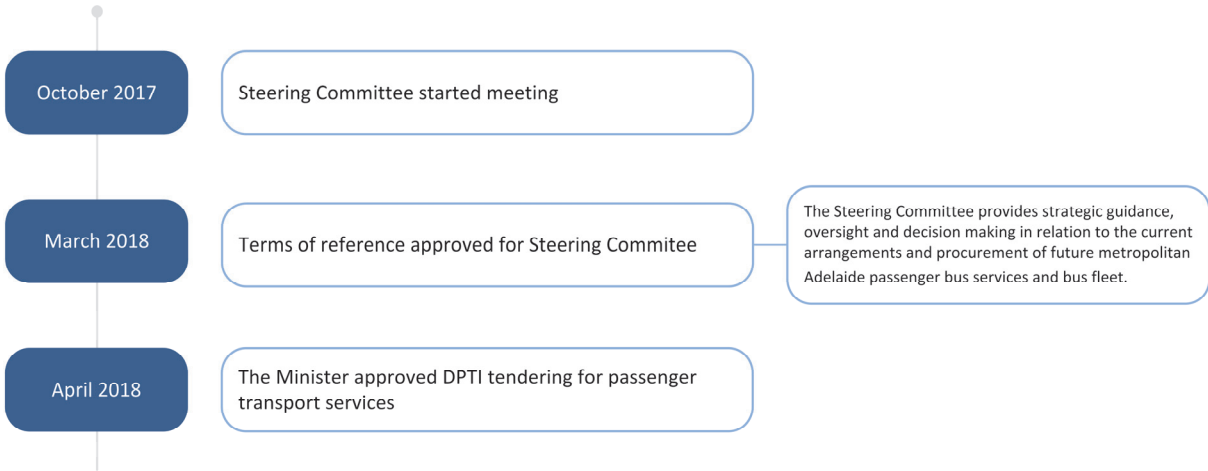 October 2017
Steering Committee started meeting
March 2018
Terms of reference approved for Steering Commitee
The Steering Committee provides strategic guidance,
oversight and decision making in relation to the current
arrangements and procurement of future metropolitan
Adelaide passenger bus services and bus fleet.
April 2018
The Minister approved DPTI tendering for passenger
transport services